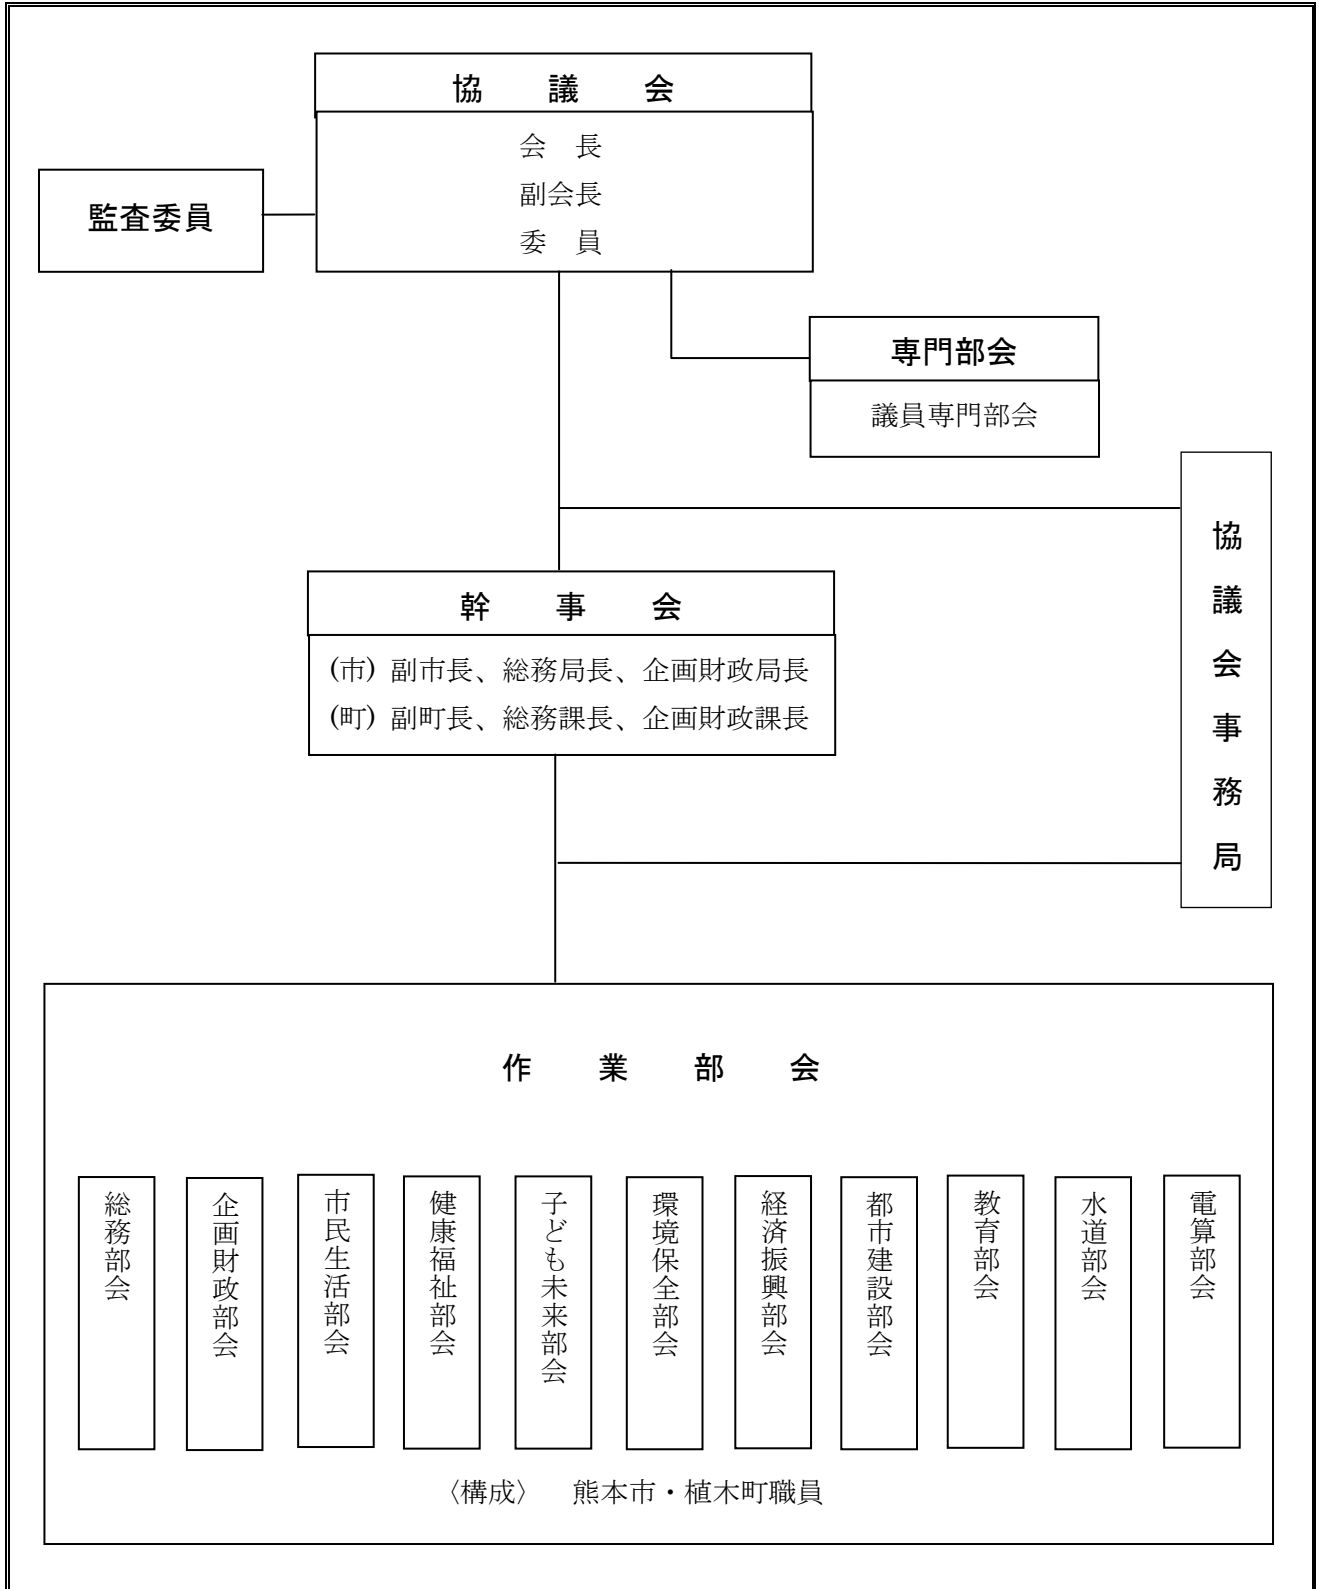 協　議　会
会　長
副会長
委　員
監査委員
専門部会
議員専門部会
協議会事務局
幹　事　会
(市) 副市長、総務局長、企画財政局長
(町) 副町長、総務課長、企画財政課長
作　業　部　会
総務部会
企画財政部会
市民生活部会
健康福祉部会
子ども未来部会
環境保全部会
経済振興部会
都市建設部会
教育部会
水道部会
電算部会
〈構成〉　熊本市・植木町職員